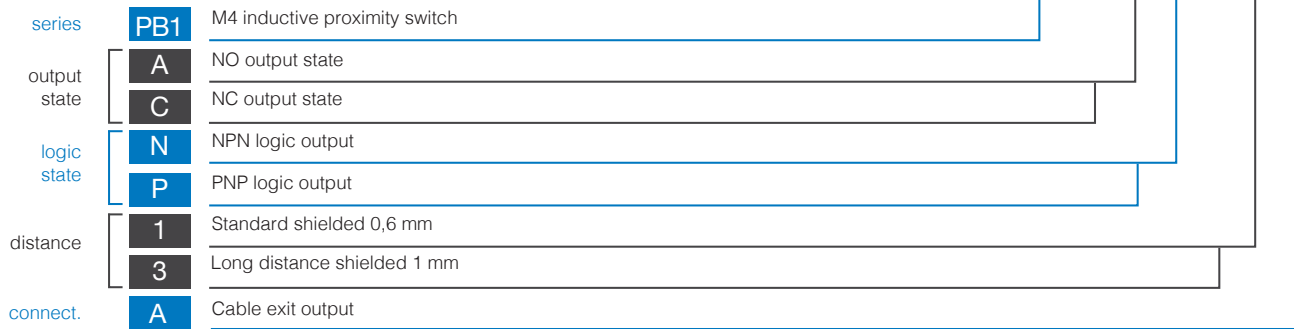 series PB1 M4 inductive proximity switch
output state
A NO output state
C NC output state
logic state
N NPN logic output
P PNP logic output
distance
1 Standard shielded 0,6 mm
3 Long distance shielded 1 mm
connect. A Cable exit output